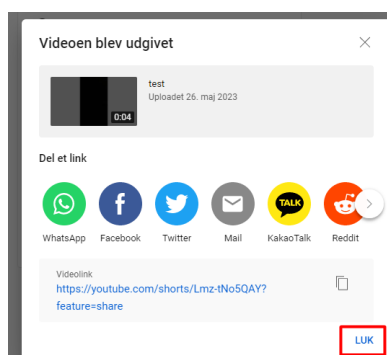 Videoen blev udgivet
test
Uploadet 26. maj 2023
0:04
Del et link
TALK
WhatsApp Facebook Twitter Mail KakaoTalk Reddit
Videolink
https://youtube.com/shorts/Lmz-tNo5QAY?
feature=share
LUK